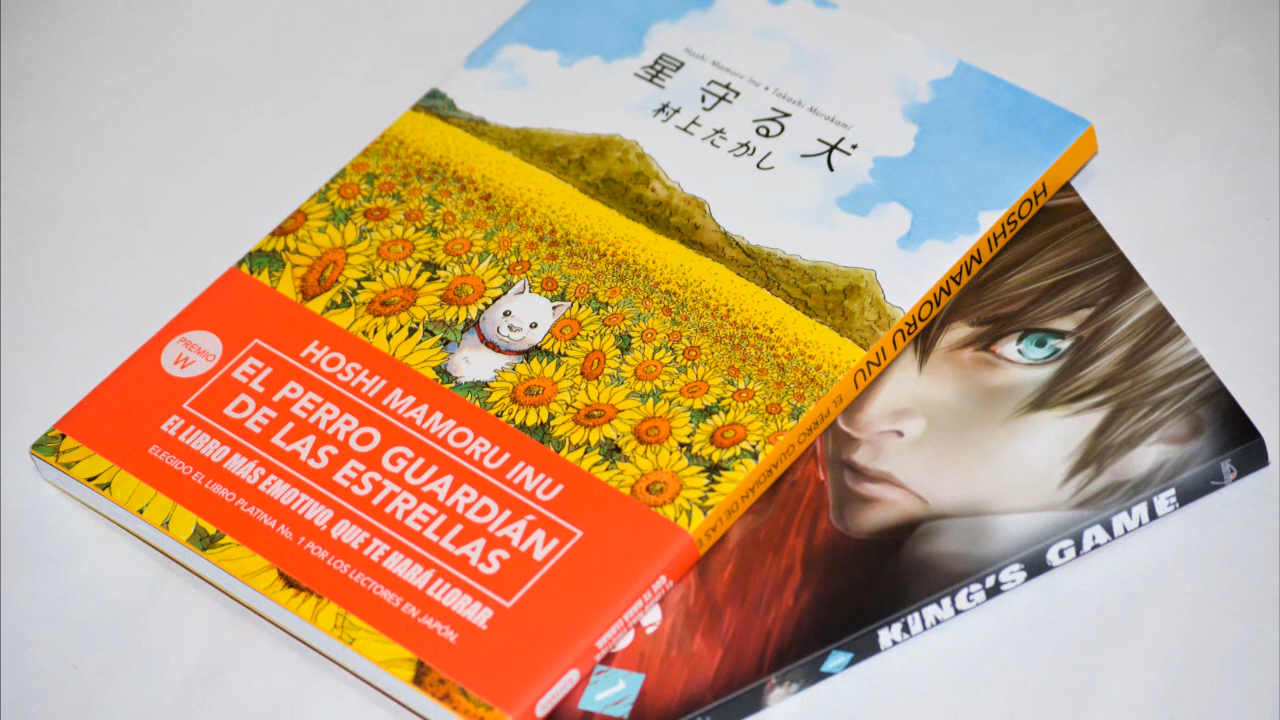 Hoshi Mamoru Inu • Takashi Murakami
星守る犬
村上たかし
HOSHI MAMORU INU
EL PERRO GUARDIÁN DE LAS
PREMIO
W
HOSHI MAMORU INU
EL PERRO GUARDIÁN
DE LAS ESTRELLAS
EL LIBRO MÁS EMOTIVO, QUE TE HARÁ LLORAR.
ELEGIDO EL LIBRO PLATINA No. 1 POR LOS LECTORES EN JAPÓN.
KING'S GAME
1